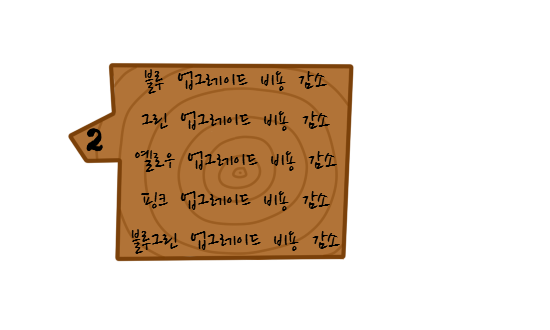 2
블루 업그레이드 비용 감소
그린 업그레이드 비용 감소
옐로우 업그레이드 비용 감소
핑크 업그레이드 비용 감소
블루그린 업그레이드 비용 감소